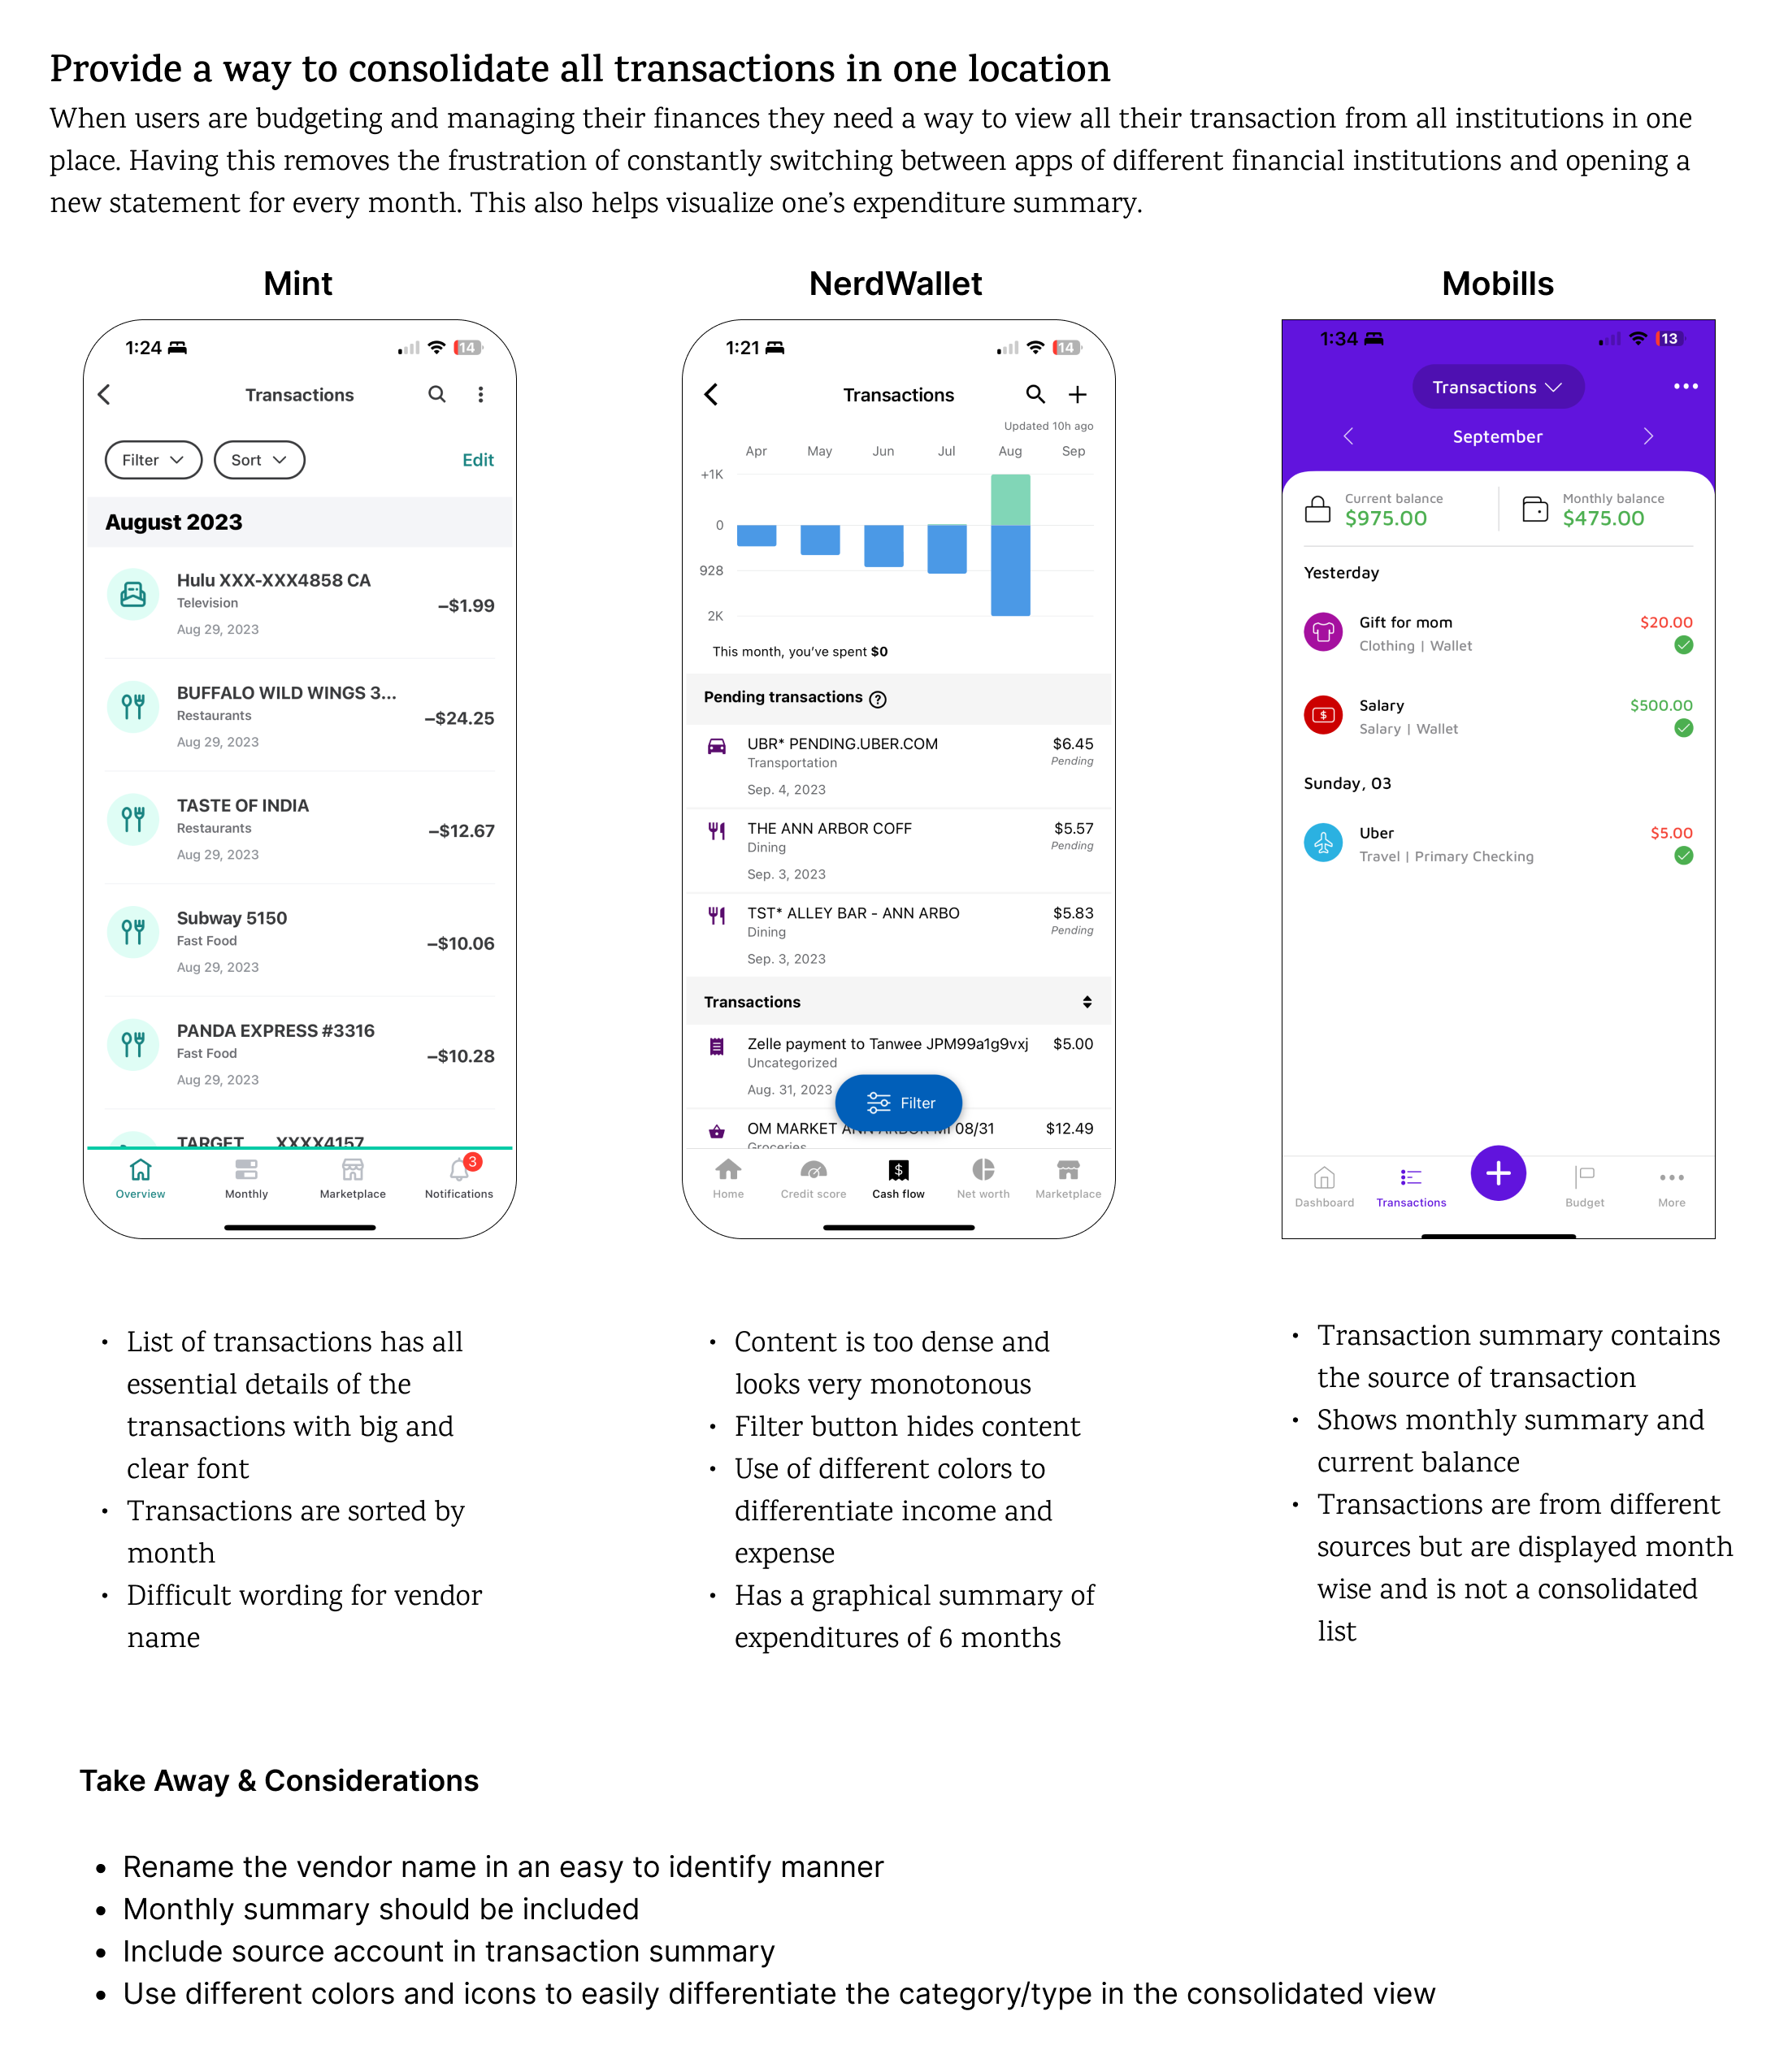 Provide a way to consolidate all transactions in one location
When users are budgeting and managing their finances they need a way to view all their transaction from all institutions in one
place. Having this removes the frustration of constantly switching between apps of different financial institutions and opening a
new statement for every month. This also helps visualize one’s expenditure summary.
Mint
1:24
14
Transactions
Filter
Sort
Edit
August 2023
Hulu XXX-XXX4858 CA
Television
–$1.99
Aug 29, 2023
BUFFALO WILD WINGS 3...
Restaurants
–$24.25
Aug 29, 2023
TASTE OF INDIA
Restaurants
–$12.67
Aug 29, 2023
Subway 5150
Fast Food
–$10.06
Aug 29, 2023
PANDA EXPRESS #3316
Fast Food
–$10.28
Aug 29, 2023
TARGET XXXX4157
Overview
Monthly
Marketplace
3
Notifications
NerdWallet
1:21
14
Transactions
Updated 10h ago
Apr May Jun Jul Aug Sep
+1K
0
928
2K
This month, you’ve spent $0
Pending transactions ?
UBR* PENDING.UBER.COM $6.45
Transportation Pending
Sep. 4, 2023
THE ANN ARBOR COFF $5.57
Dining Pending
Sep. 3, 2023
TST* ALLEY BAR - ANN ARBO $5.83
Dining Pending
Sep. 3, 2023
Transactions
Zelle payment to Tanwee JPM99a1g9vxj $5.00
Uncategorized
Aug. 31, 2023
Filter
OM MARKET ANN ARBOR MI 08/31 $12.49
Groceries
Home
Credit score
$
Cash flow
Net worth
Marketplace
Mobills
1:34
13
Transactions
September
Current balance
$975.00
Monthly balance
$475.00
Yesterday
Gift for mom $20.00
Clothing | Wallet
$
Salary $500.00
Salary | Wallet
Sunday, 03
Uber $5.00
Travel | Primary Checking
Dashboard
Transactions
+
Budget
More
• List of transactions has all
essential details of the
transactions with big and
clear font
• Transactions are sorted by
month
• Difficult wording for vendor
name
• Content is too dense and
looks very monotonous
• Filter button hides content
• Use of different colors to
differentiate income and
expense
• Has a graphical summary of
expenditures of 6 months
• Transaction summary contains
the source of transaction
• Shows monthly summary and
current balance
• Transactions are from different
sources but are displayed month
wise and is not a consolidated
list
Take Away & Considerations
• Rename the vendor name in an easy to identify manner
• Monthly summary should be included
• Include source account in transaction summary
• Use different colors and icons to easily differentiate the category/type in the consolidated view